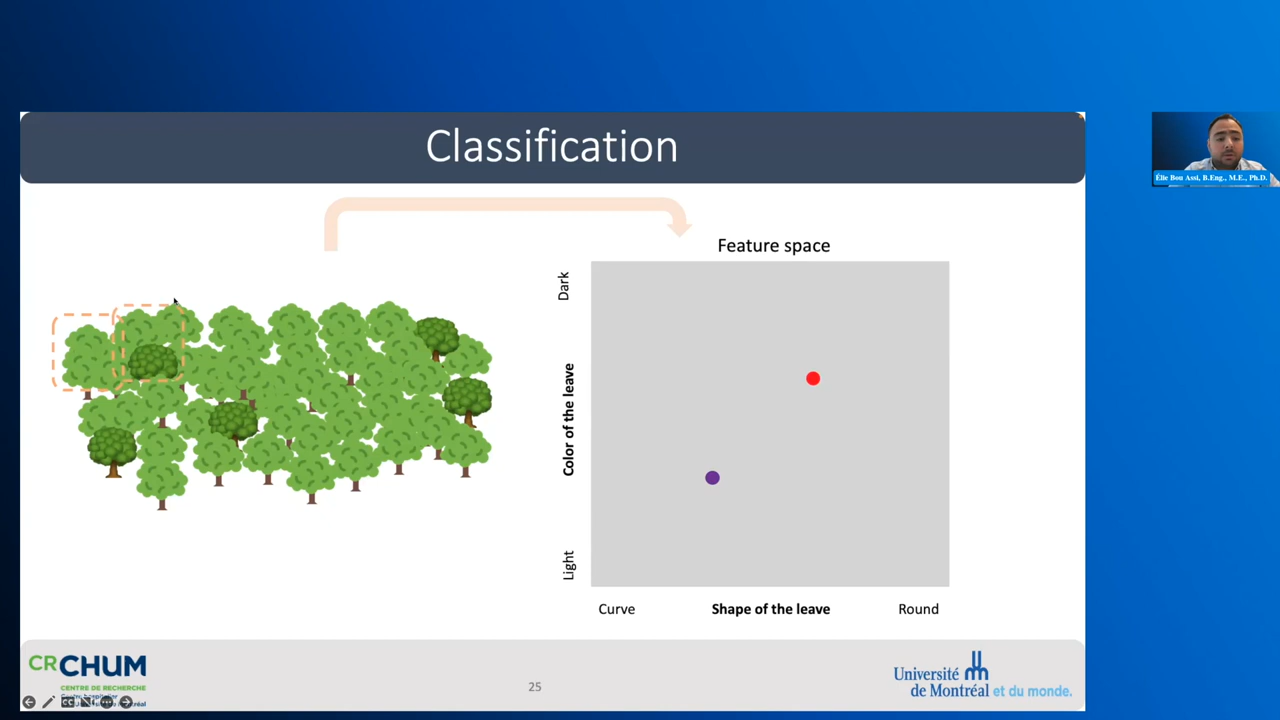 Classification
Élie Bou Assi, B.Eng., M.E., Ph.D.
Feature space
Dark
Color of the leave
Light
Curve
Shape of the leave
Round
CRCHUM
CENTRE DE RECHERCHE
25
Université
de Montréal et du monde.